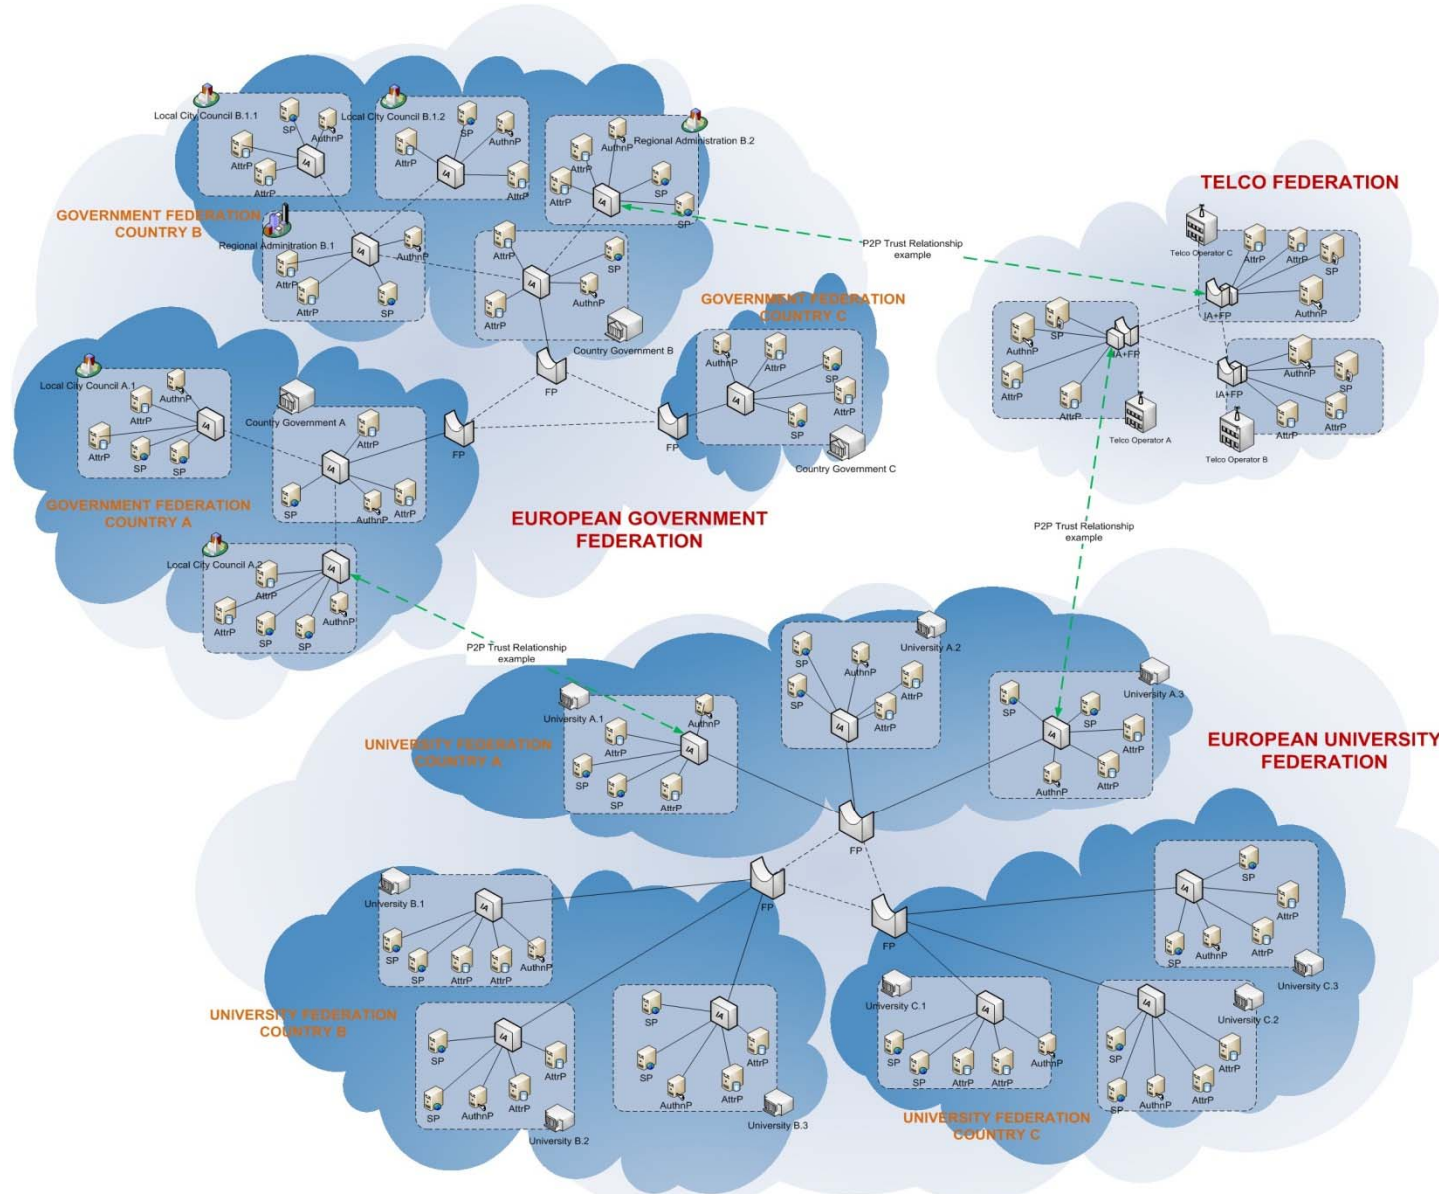 Local City Council B.1.1
SP
AuthnP
AttrP
AttrP
IA
Local City Council B.1.2
SP
AuthnP
AttrP
AttrP
IA
Regional Administration B.2
AuthnP
AttrP
AttrP
SP
SP
IA
GOVERNMENT FEDERATION
COUNTRY B
Regional Adminitration B.1
AuthnP
AttrP
AttrP
SP
IA
AttrP
SP
AuthnP
AttrP
IA
Country Government B
FP
GOVERNMENT FEDERATION
COUNTRY C
AuthnP
AttrP
SP
AttrP
SP
IA
Country Government C
FP
FP
Local City Council A.1
AuthnP
AttrP
AttrP
SP
SP
IA
Country Government A
AttrP
SP
AuthnP
AttrP
IA
GOVERNMENT FEDERATION
COUNTRY A
Local City Council A.2
AttrP
AttrP
SP
SP
AuthnP
IA
EUROPEAN GOVERNMENT
FEDERATION
P2P Trust Relationship
example
TELCO FEDERATION
Telco Operator C
AttrP
AttrP
SP
AuthnP
IA+FP
AuthnP
SP
AttrP
AttrP
IA+FP
Telco Operator A
IA+FP
AuthnP
SP
AttrP
AttrP
Telco Operator B
P2P Trust Relationship
example
P2P Trust Relationship
example
University A.1
AuthnP
AttrP
SP
SP
AttrP
IA
University A.2
SP
AuthnP
AttrP
SP
AttrP
IA
University A.3
SP
SP
AttrP
AttrP
AuthnP
IA
UNIVERSITY FEDERATION
COUNTRY A
EUROPEAN UNIVERSITY
FEDERATION
FP
FP
FP
University B.1
IA
SP
SP
AttrP
AttrP
AuthnP
UNIVERSITY FEDERATION
COUNTRY B
IA
SP
SP
AuthnP
AttrP
AttrP
University B.2
SP
IA
SP
AuthnP
AttrP
AttrP
University B.3
University C.1
IA
SP
SP
AttrP
AttrP
AuthnP
UNIVERSITY FEDERATION
COUNTRY C
IA
University C.2
SP
SP
AuthnP
AttrP
AttrP
IA
SP
AttrP
AttrP
AuthnP
SP
University C.3